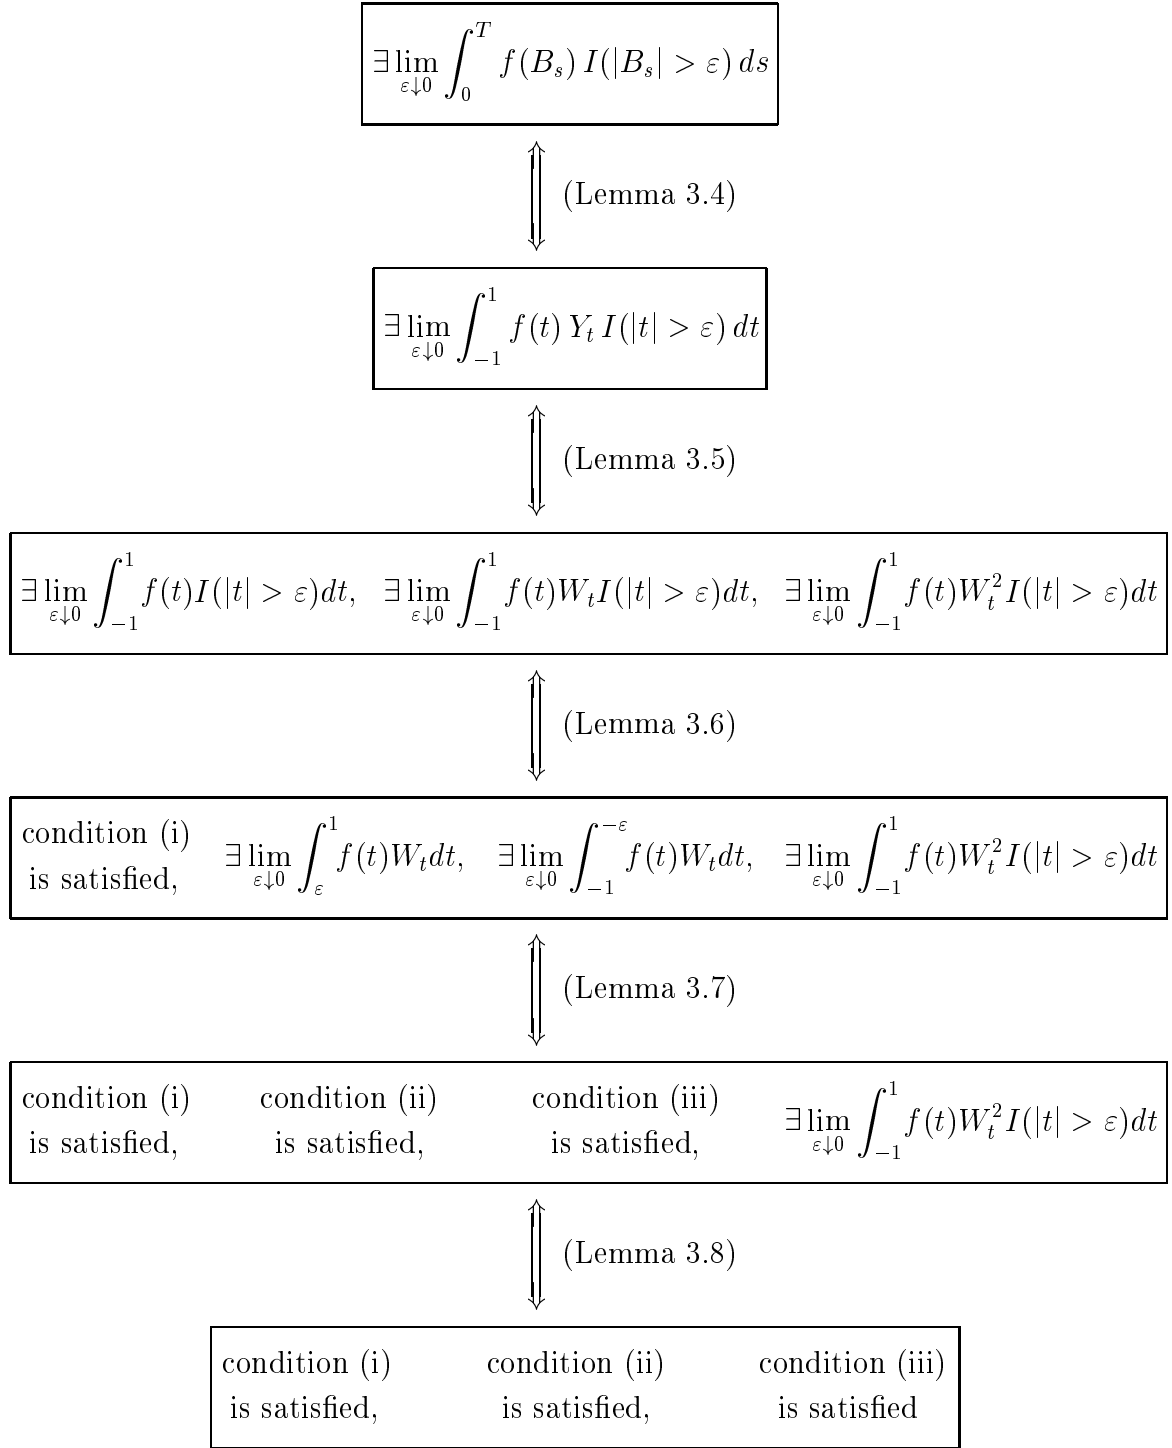 ∃ lim_{ε↓0} ∫_0^T f(B_s) I(|B_s| > ε) ds
(Lemma 3.4)
∃ lim_{ε↓0} ∫_{-1}^1 f(t) Y_t I(|t| > ε) dt
(Lemma 3.5)
∃ lim_{ε↓0} ∫_{-1}^1 f(t)I(|t| > ε)dt, ∃ lim_{ε↓0} ∫_{-1}^1 f(t)W_t I(|t| > ε)dt, ∃ lim_{ε↓0} ∫_{-1}^1 f(t)W_t^2 I(|t| > ε)dt
(Lemma 3.6)
condition (i)
is satisfied,
∃ lim_{ε↓0} ∫_ε^1 f(t)W_t dt, ∃ lim_{ε↓0} ∫_{-1}^{-ε} f(t)W_t dt, ∃ lim_{ε↓0} ∫_{-1}^1 f(t)W_t^2 I(|t| > ε)dt
(Lemma 3.7)
condition (i) condition (ii) condition (iii)
is satisfied, is satisfied, is satisfied,
∃ lim_{ε↓0} ∫_{-1}^1 f(t)W_t^2 I(|t| > ε)dt
(Lemma 3.8)
condition (i) condition (ii) condition (iii)
is satisfied, is satisfied, is satisfied